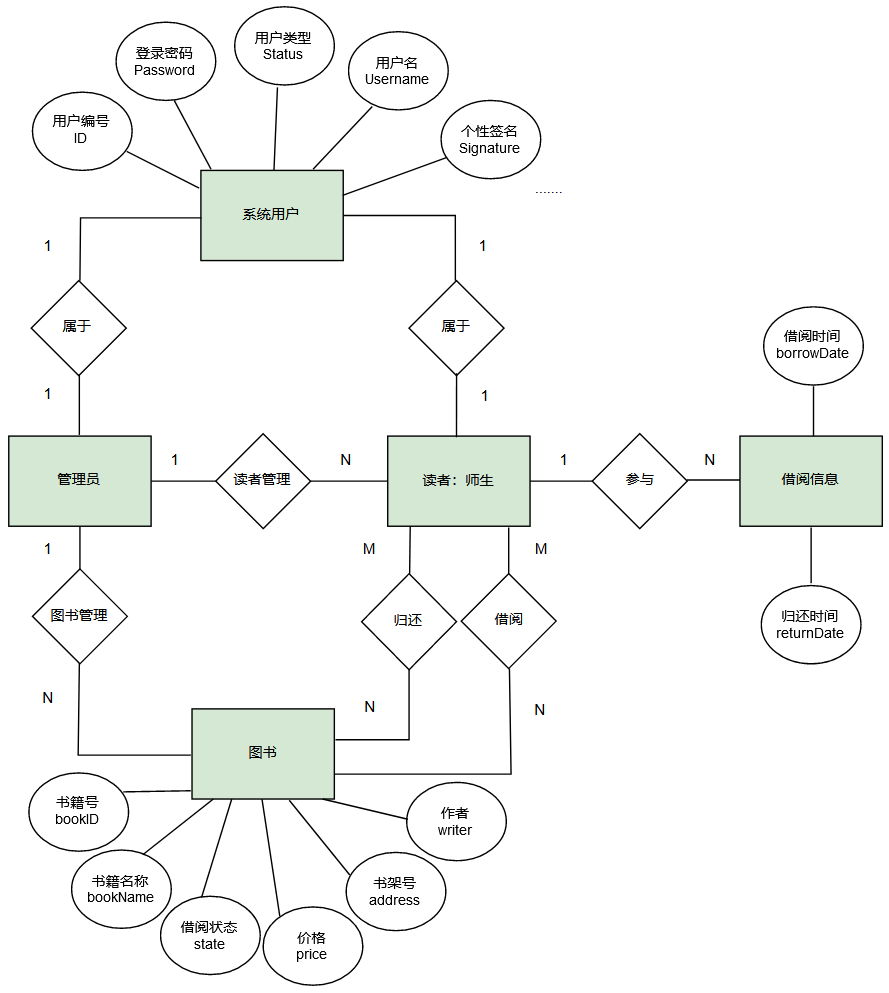 用户类型
Status
登录密码
Password
用户名
Username
用户编号
ID
个性签名
Signature
.......
系统用户
1
1
属于
属于
1
1
借阅时间
borrowDate
管理员
1
读者管理
N
读者：师生
1
参与
N
借阅信息
1
M
M
图书管理
归还
借阅
归还时间
returnDate
N
N
N
图书
书籍号
bookID
作者
writer
书籍名称
bookName
书架号
address
借阅状态
state
价格
price